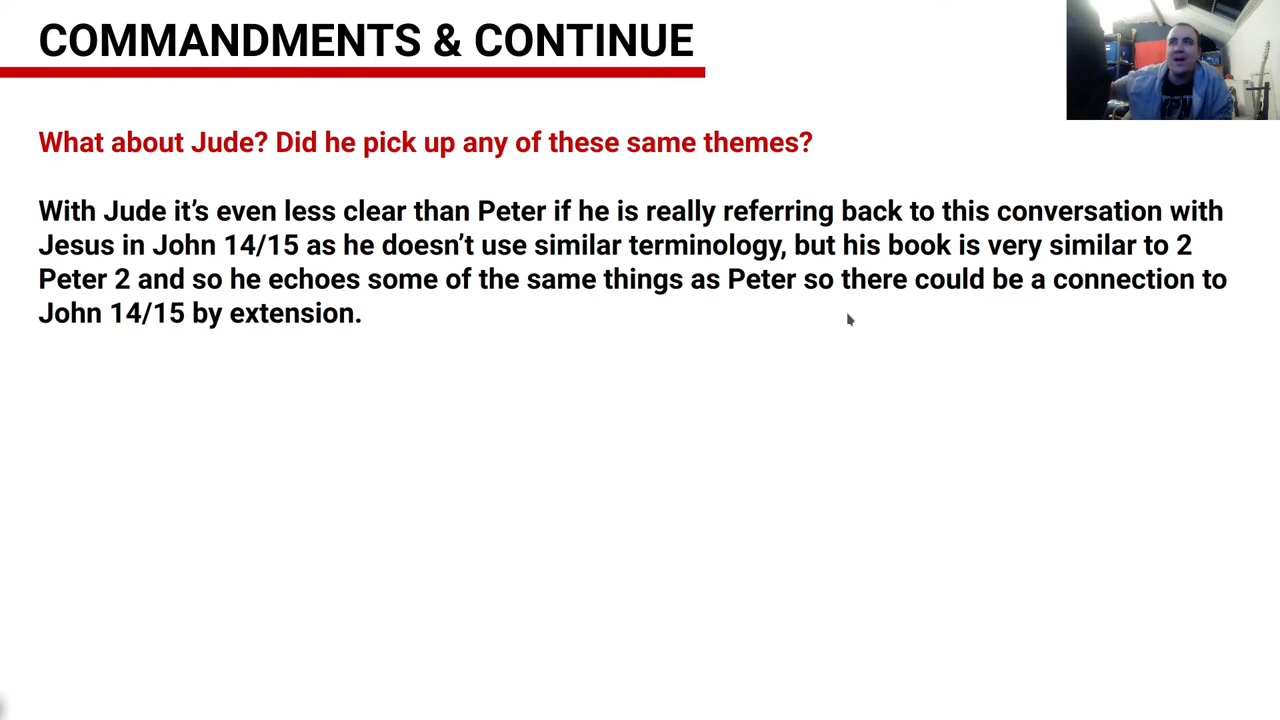 COMMANDMENTS & CONTINUE
What about Jude? Did he pick up any of these same themes?
With Jude it’s even less clear than Peter if he is really referring back to this conversation with
Jesus in John 14/15 as he doesn’t use similar terminology, but his book is very similar to 2
Peter 2 and so he echoes some of the same things as Peter so there could be a connection to
John 14/15 by extension.